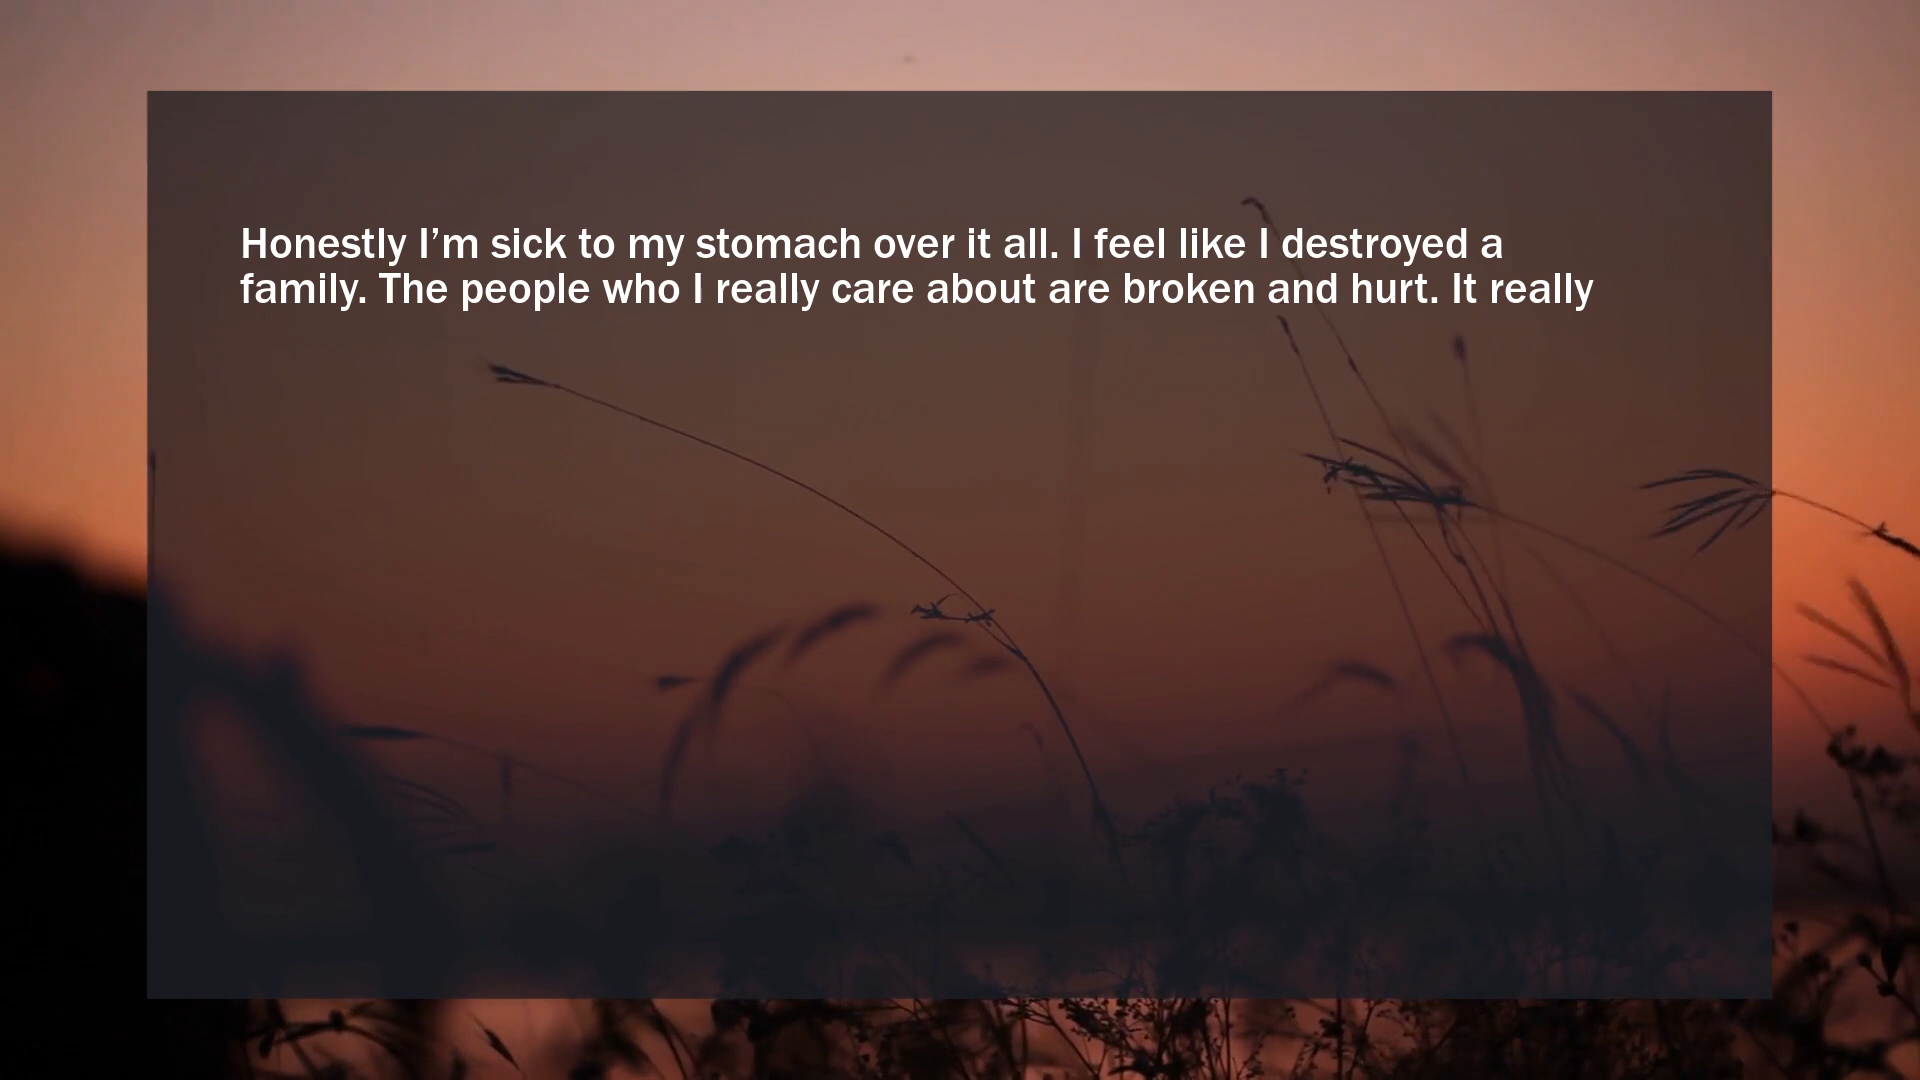 Honestly I’m sick to my stomach over it all. I feel like I destroyed a
family. The people who I really care about are broken and hurt. It really